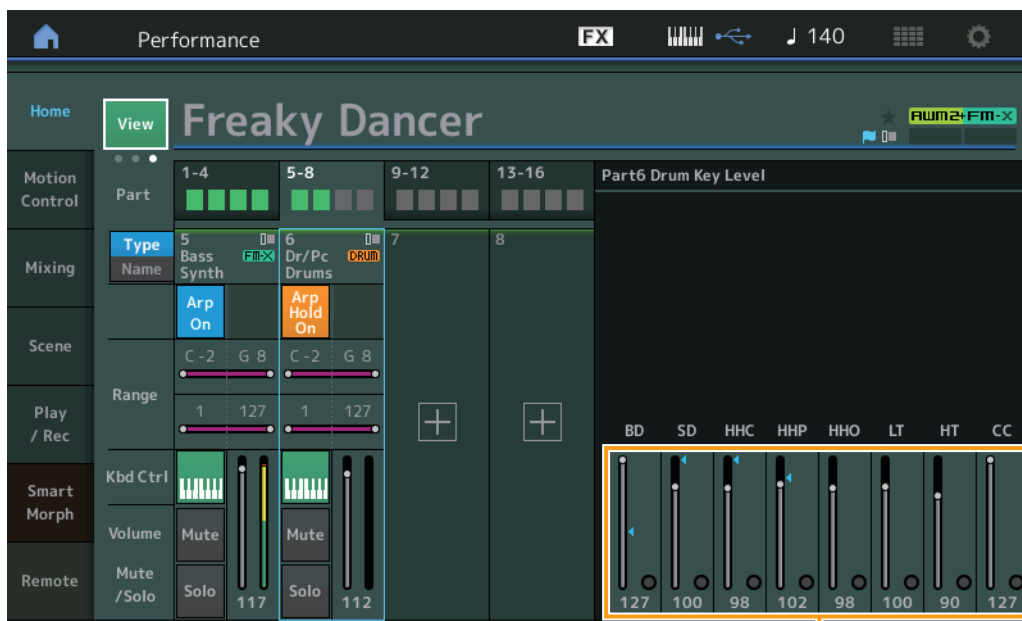 Performance
FX
140
Home
View
Freaky Dancer
AWM2+FM-X
Motion
Control
Part
1-4
5-8
9-12
13-16
Part6 Drum Key Level
Mixing
Type
Name
5
Bass
Synth
FM-X
6
Dr/Pc
Drums
DRUM
7
8
Arp
On
Arp
Hold
On
Scene
Range
C -2 G 8 C -2 G 8
1 127 1 127
Play
/ Rec
BD SD HHC HHP HHO LT HT CC
Smart
Morph
Kbd Ctrl
Volume
Mute
Mute
Remote
Mute
/Solo
Solo
117
Solo
112
127 100 98 102 98 100 90 127